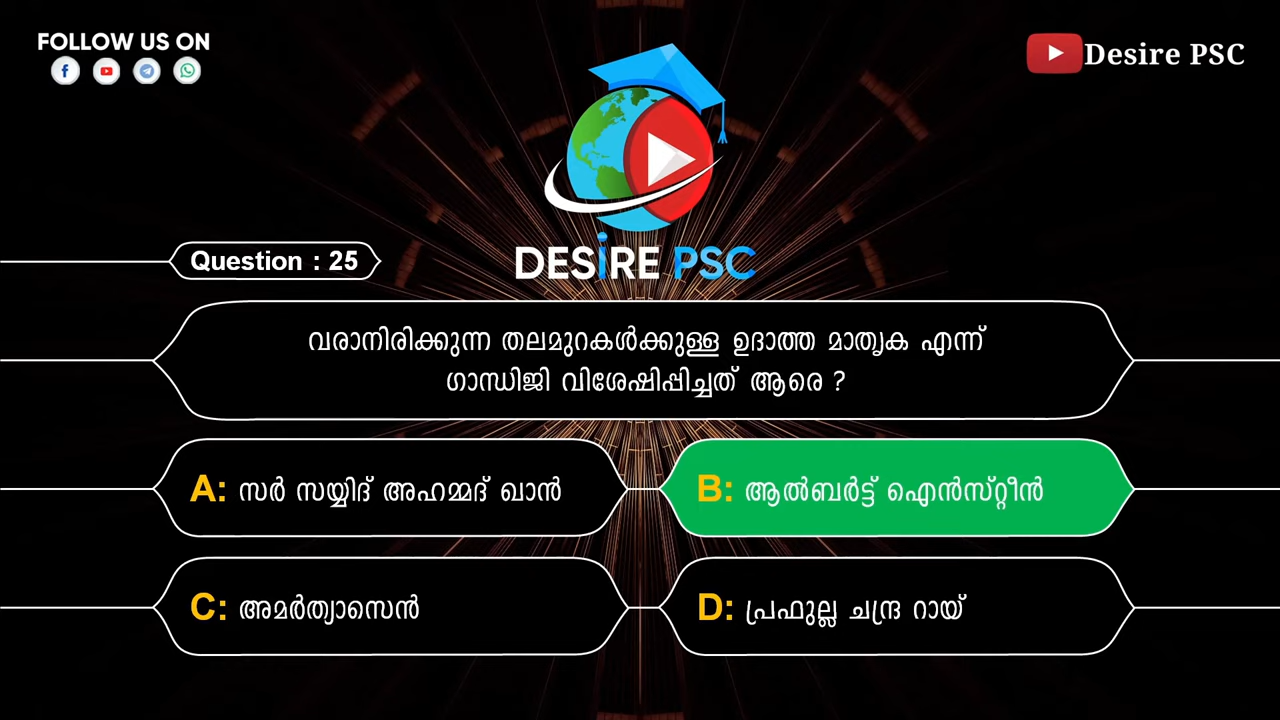 FOLLOW US ON
Desire PSC
DESiRE PSC
Question : 25
വരാനിരിക്കുന്ന തലമുറകൾക്കുള്ള ഉദാത്ത മാതൃക എന്ന്
ഗാന്ധിജി വിശേഷിപ്പിച്ചത് ആരെ ?
A: സർ സയ്യിദ് അഹമ്മദ് ഖാൻ
B: ആൽബർട്ട് ഐൻസ്റ്റീൻ
C: അമർത്യാസെൻ
D: പ്രഫുല്ല ചന്ദ്ര റായ്